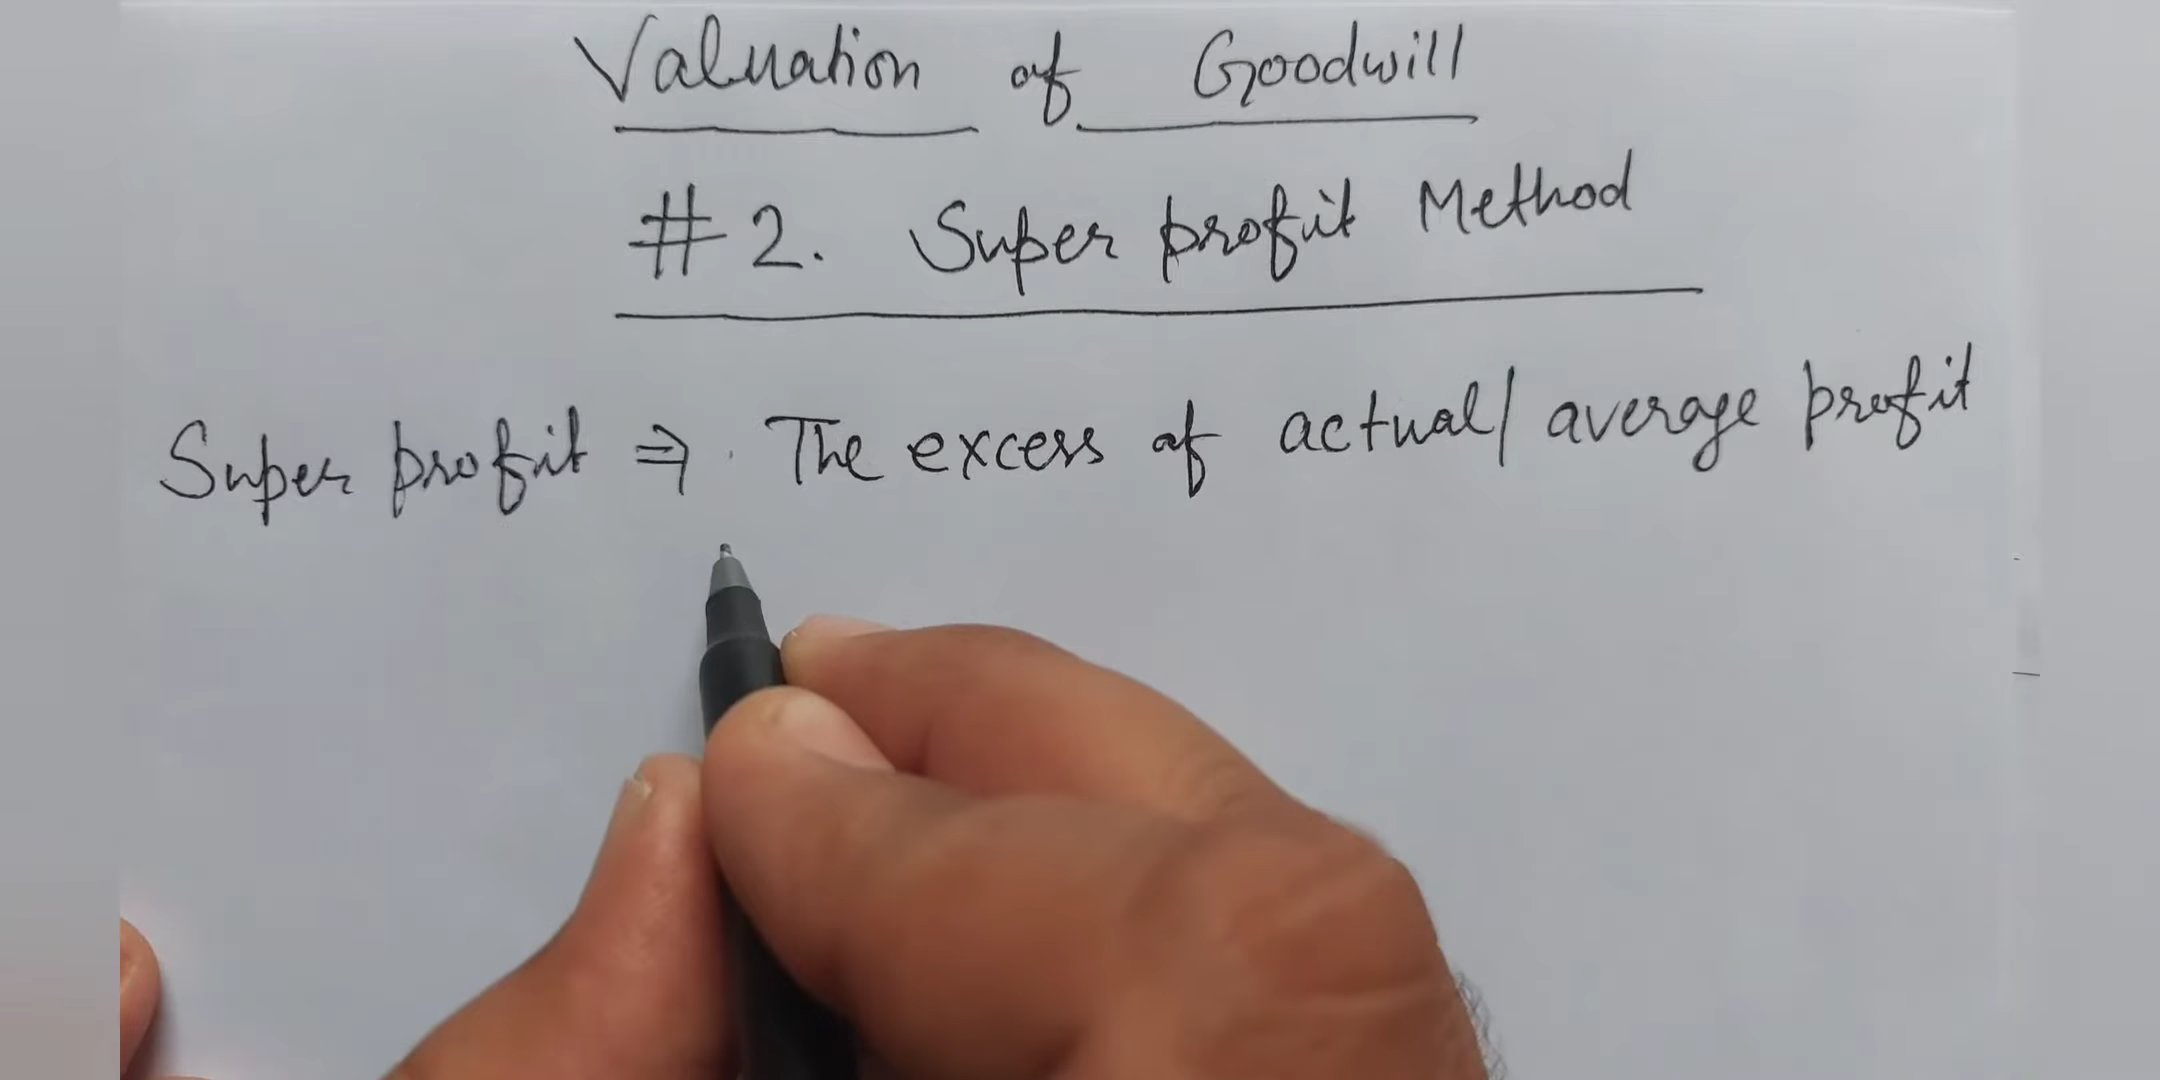 Valuation of Goodwill
# 2. Super profit Method
Super profit ⇒ The excess of actual/average profit